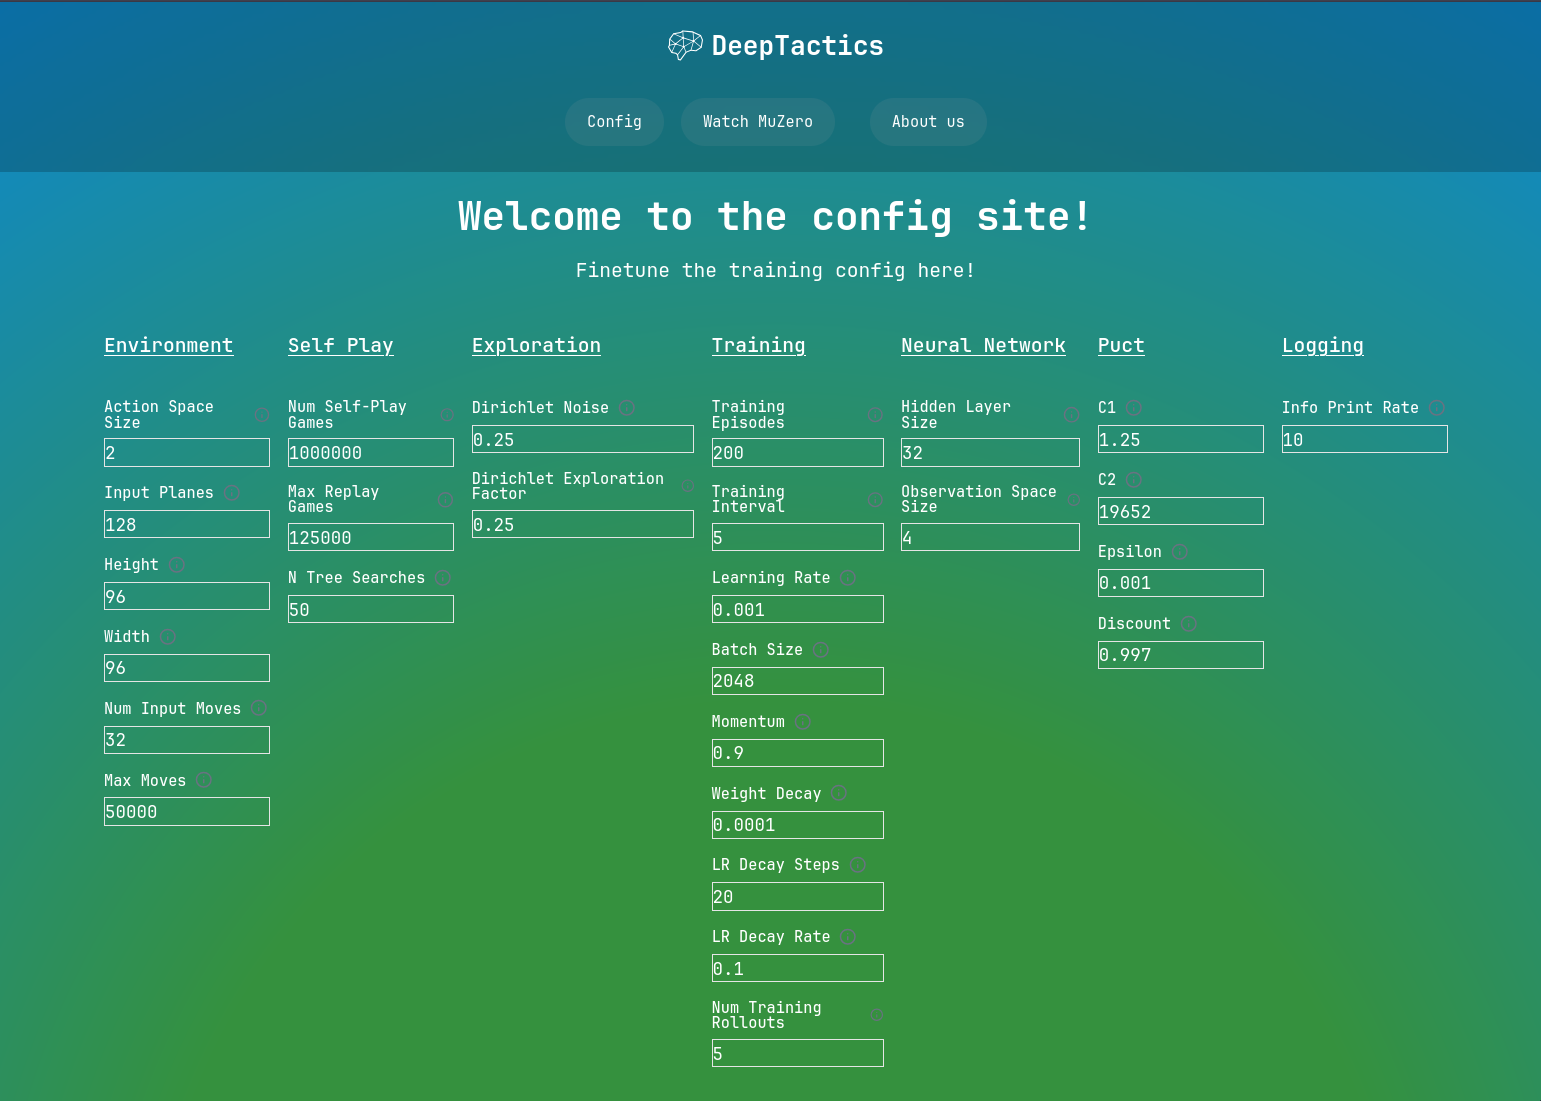 DeepTactics
Config
Watch MuZero
About us
Welcome to the config site!
Finetune the training config here!
Environment
Action Space
Size
2
Input Planes
128
Height
96
Width
96
Num Input Moves
32
Max Moves
50000
Self Play
Num Self-Play
Games
1000000
Max Replay
Games
125000
N Tree Searches
50
Exploration
Dirichlet Noise
0.25
Dirichlet Exploration
Factor
0.25
Training
Training
Episodes
200
Training
Interval
5
Learning Rate
0.001
Batch Size
2048
Momentum
0.9
Weight Decay
0.0001
LR Decay Steps
20
LR Decay Rate
0.1
Num Training
Rollouts
5
Neural Network
Hidden Layer
Size
32
Observation Space
Size
4
Puct
C1
1.25
C2
19652
Epsilon
0.001
Discount
0.997
Logging
Info Print Rate
10